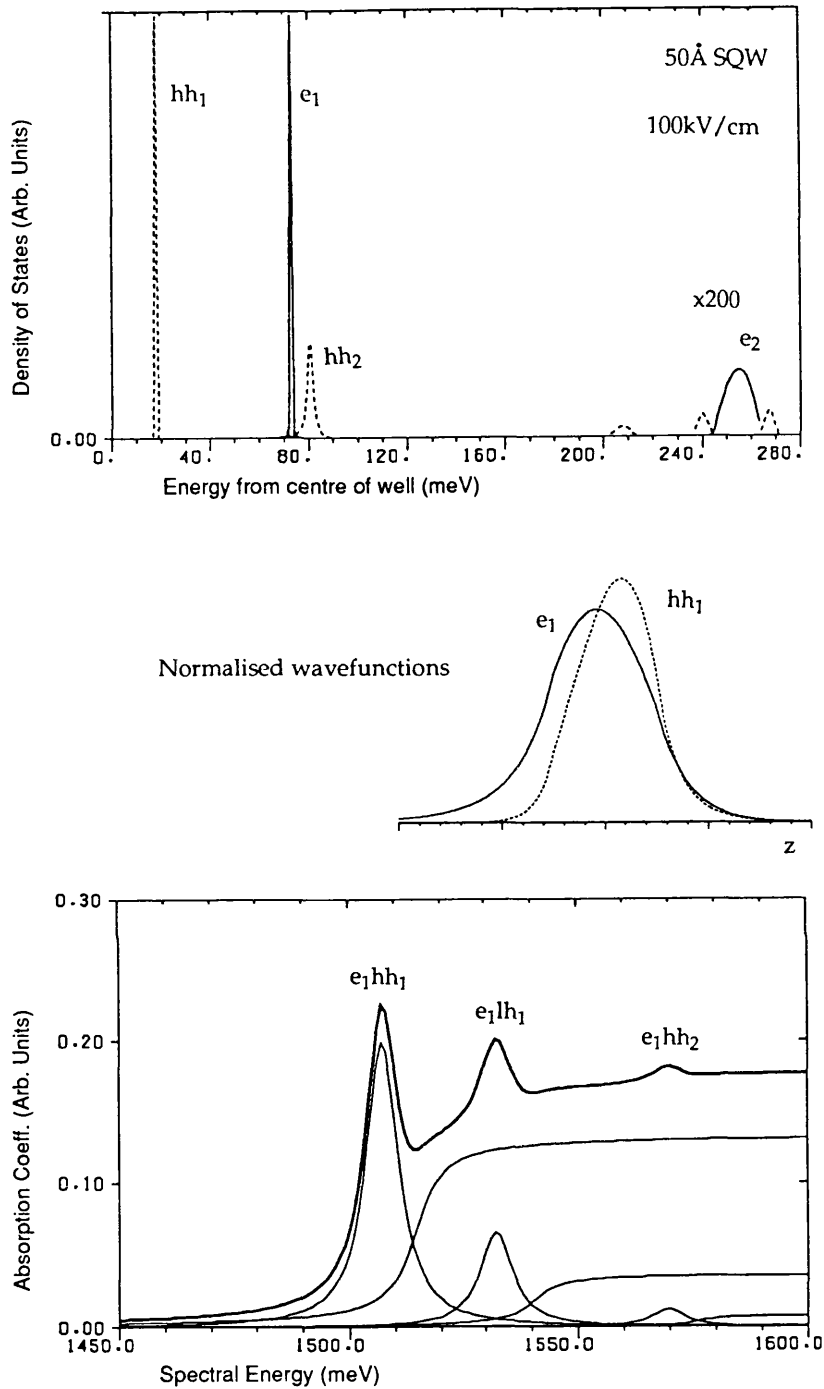 50Å SQW
hh1
e1
100kV/cm
Density of States (Arb. Units)
x200
e2
hh2
0.00
0. 40. 80. 120. 160. 200. 240. 280.
Energy from centre of well (meV)
e1
hh1
Normalised wavefunctions
z
0.30
e1hh1
e1lh1
e1hh2
0.20
Absorption Coeff. (Arb. Units)
0.10
0.00
1450.0 1500.0 1550.0 1600.0
Spectral Energy (meV)